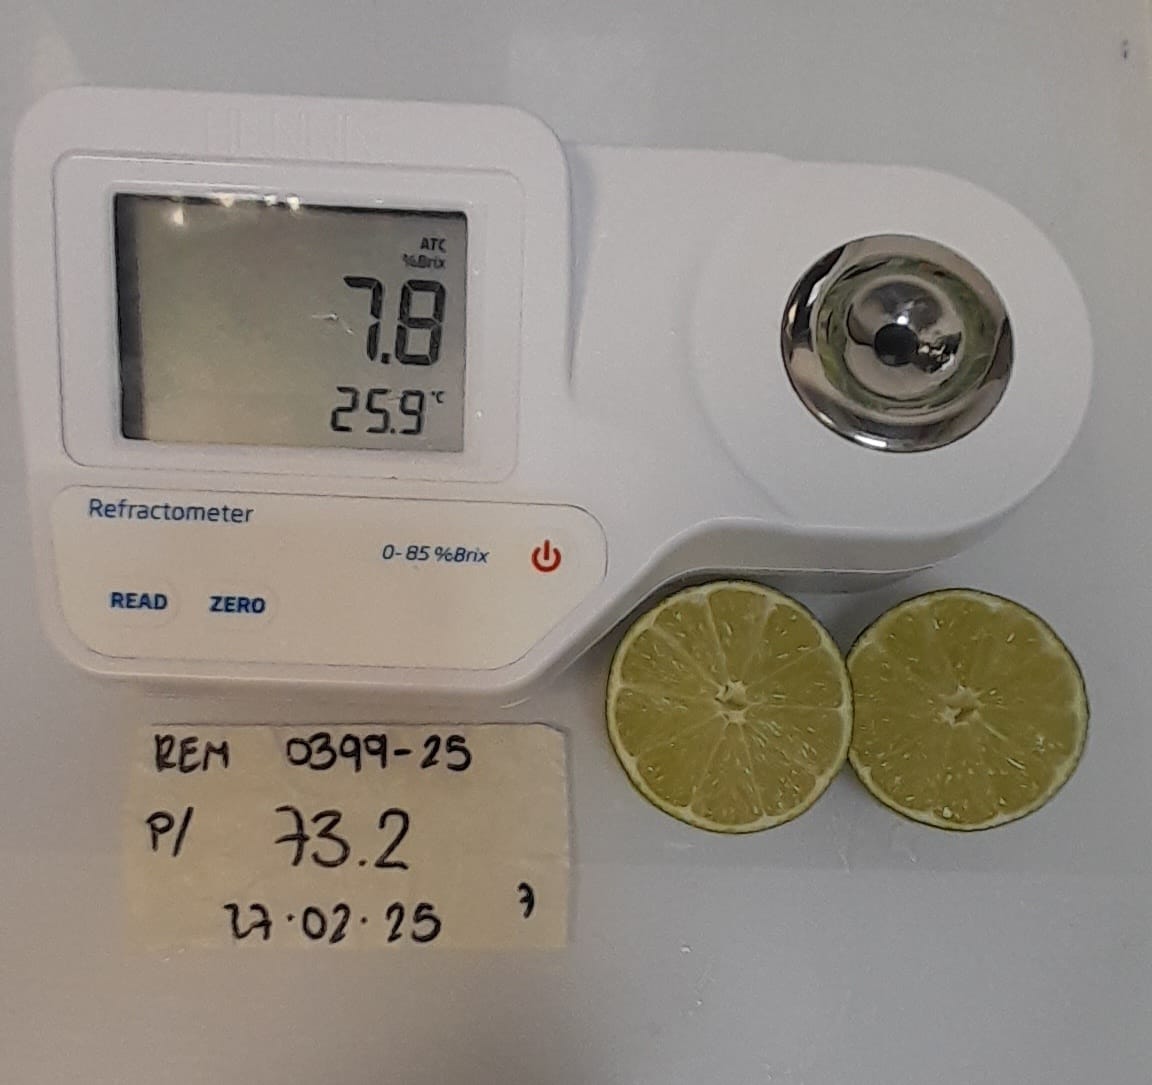 ATC
%Brix
7.8
25.9 °C
Refractometer
0-85 %Brix
READ ZERO
REM 0399-25
P/ 73.2
27.02.25 7